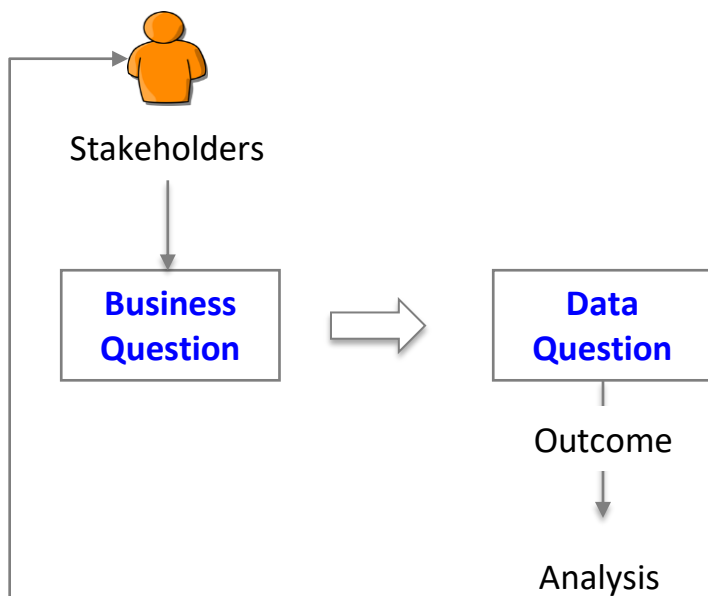 Stakeholders
Business
Question
Data
Question
Outcome
Analysis